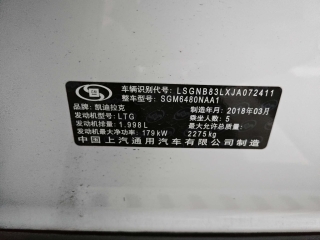 车辆识别代号: LSGNB83LXJA072411
整车型号: SGM6480NAA1
品牌: 凯迪拉克 制造年月: 2018年03月
发动机型号: LTG 乘坐人数: 5
发动机排量: 1.998L 最大允许总质量:
发动机最大净功率: 179kW 2275kg
中国上汽通用汽车有限公司制造